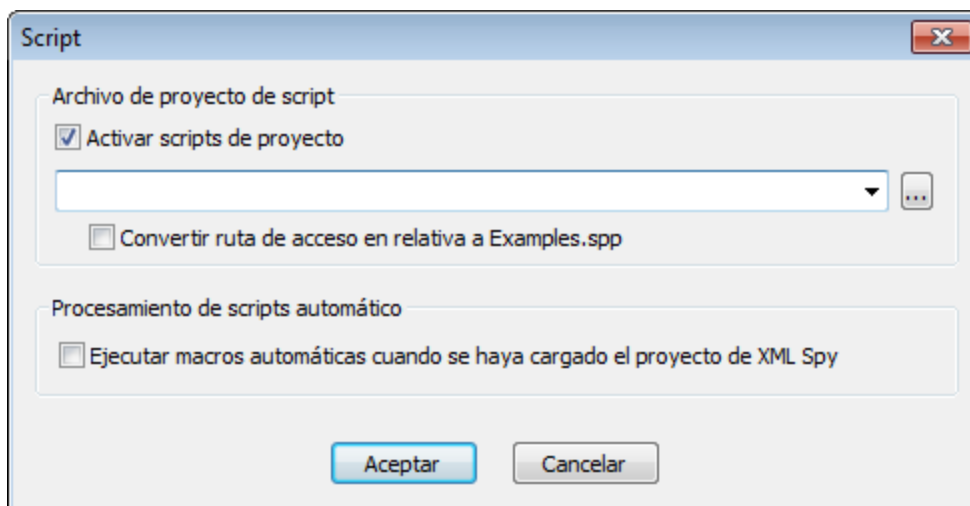 Script
Archivo de proyecto de script
Activar scripts de proyecto
...
Convertir ruta de acceso en relativa a Examples.spp
Procesamiento de scripts automático
Ejecutar macros automáticas cuando se haya cargado el proyecto de XML Spy
Aceptar
Cancelar